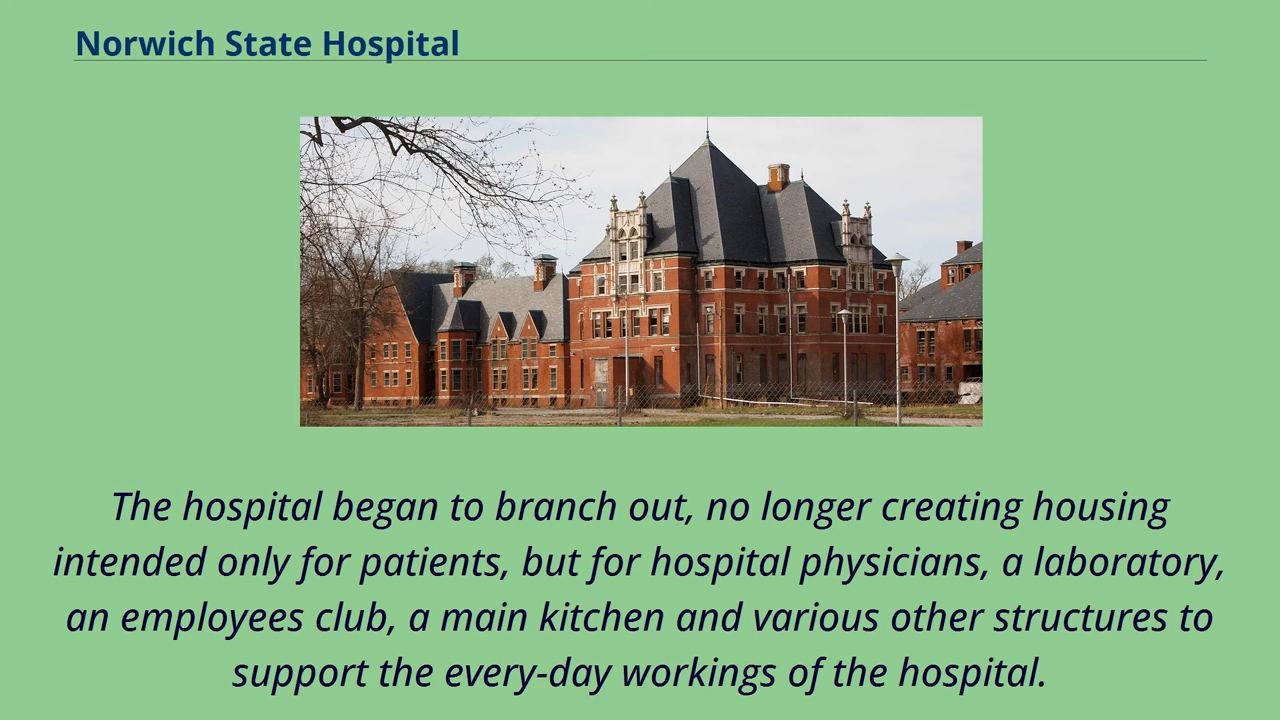 Norwich State Hospital
The hospital began to branch out, no longer creating housing
intended only for patients, but for hospital physicians, a laboratory,
an employees club, a main kitchen and various other structures to
support the every-day workings of the hospital.